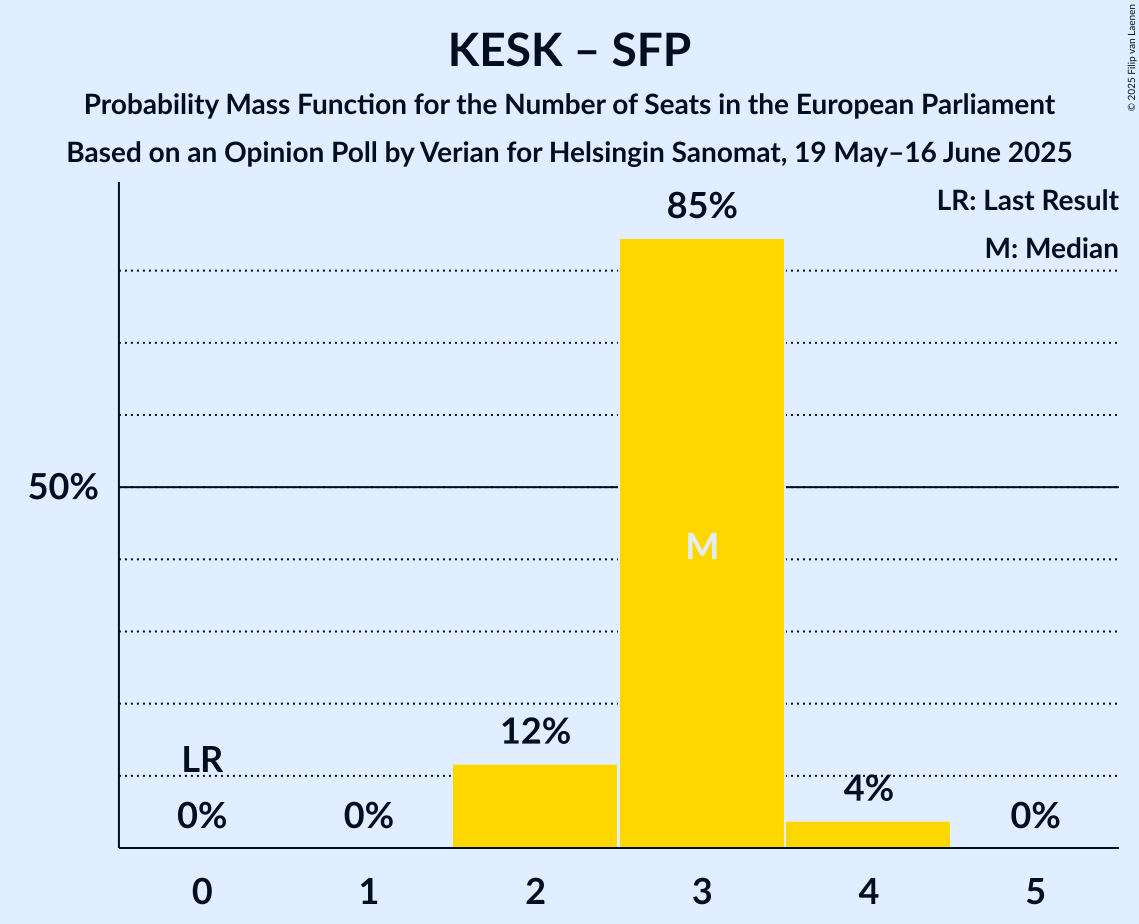 KESK – SFP
Probability Mass Function for the Number of Seats in the European Parliament
Based on an Opinion Poll by Verian for Helsingin Sanomat, 19 May–16 June 2025
© 2025 Filip van Laenen
LR: Last Result
M: Median
85%
50%
M
12%
LR
4%
0%
0%
0%
0 1 2 3 4 5